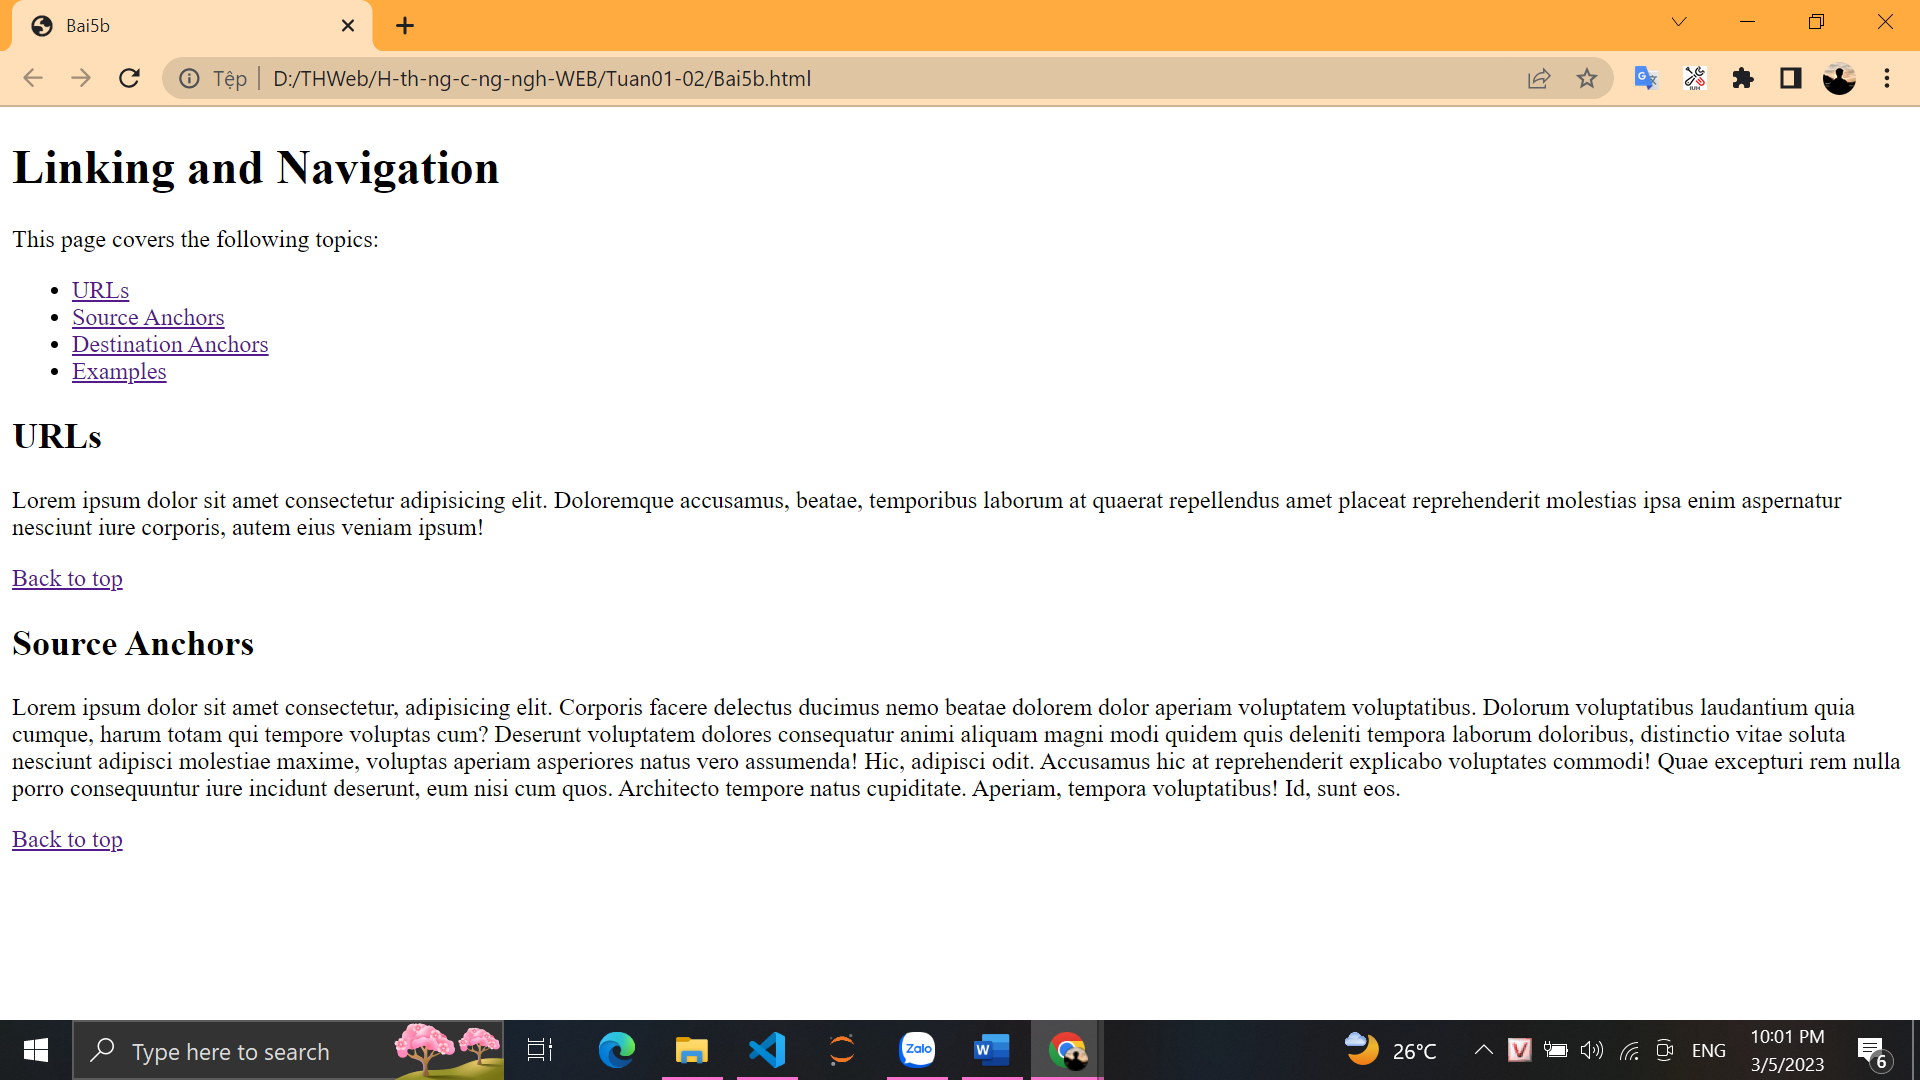 Bai5b
Tệp
D:/THWeb/H-th-ng-c-ng-ngh-WEB/Tuan01-02/Bai5b.html
Linking and Navigation
This page covers the following topics:
URLs
Source Anchors
Destination Anchors
Examples
URLs
Lorem ipsum dolor sit amet consectetur adipisicing elit. Doloremque accusamus, beatae, temporibus laborum at quaerat repellendus amet placeat reprehenderit molestias ipsa enim aspernatur
nesciunt iure corporis, autem eius veniam ipsum!
Back to top
Source Anchors
Lorem ipsum dolor sit amet consectetur, adipisicing elit. Corporis facere delectus ducimus nemo beatae dolorem dolor aperiam voluptatem voluptatibus. Dolorum voluptatibus laudantium quia
cumque, harum totam qui tempore voluptas cum? Deserunt voluptatem dolores consequatur animi aliquam magni modi quidem quis deleniti tempora laborum doloribus, distinctio vitae soluta
nesciunt adipisci molestiae maxime, voluptas aperiam asperiores natus vero assumenda! Hic, adipisci odit. Accusamus hic at reprehenderit explicabo voluptates commodi! Quae excepturi rem nulla
porro consequuntur iure incidunt deserunt, eum nisi cum quos. Architecto tempore natus cupiditate. Aperiam, tempora voluptatibus! Id, sunt eos.
Back to top
Type here to search
Zalo
W
26°C
V
ENG
10:01 PM
3/5/2023
6